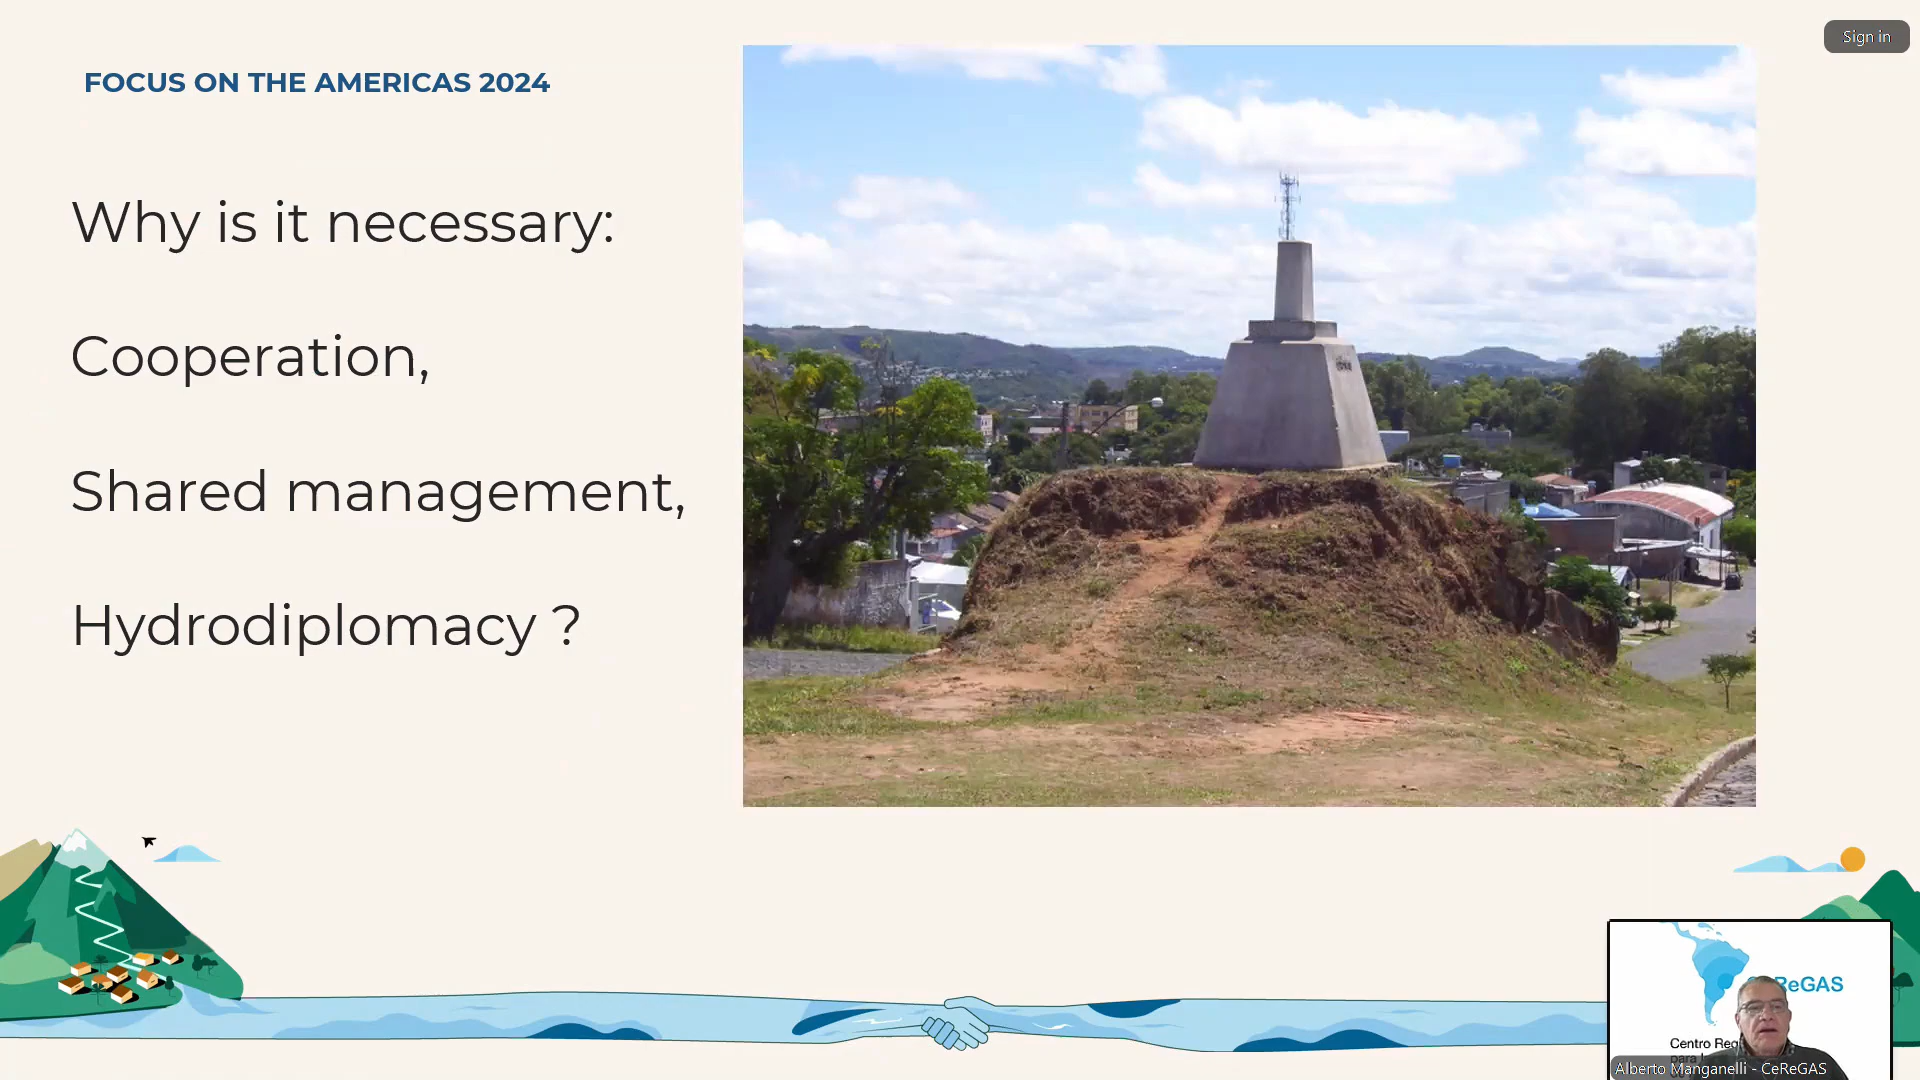 Sign in
FOCUS ON THE AMERICAS 2024
Why is it necessary:
Cooperation,
Shared management,
Hydrodiplomacy ?
ReGAS
Centro Reg
para l
Alberto Manganelli - CeReGAS